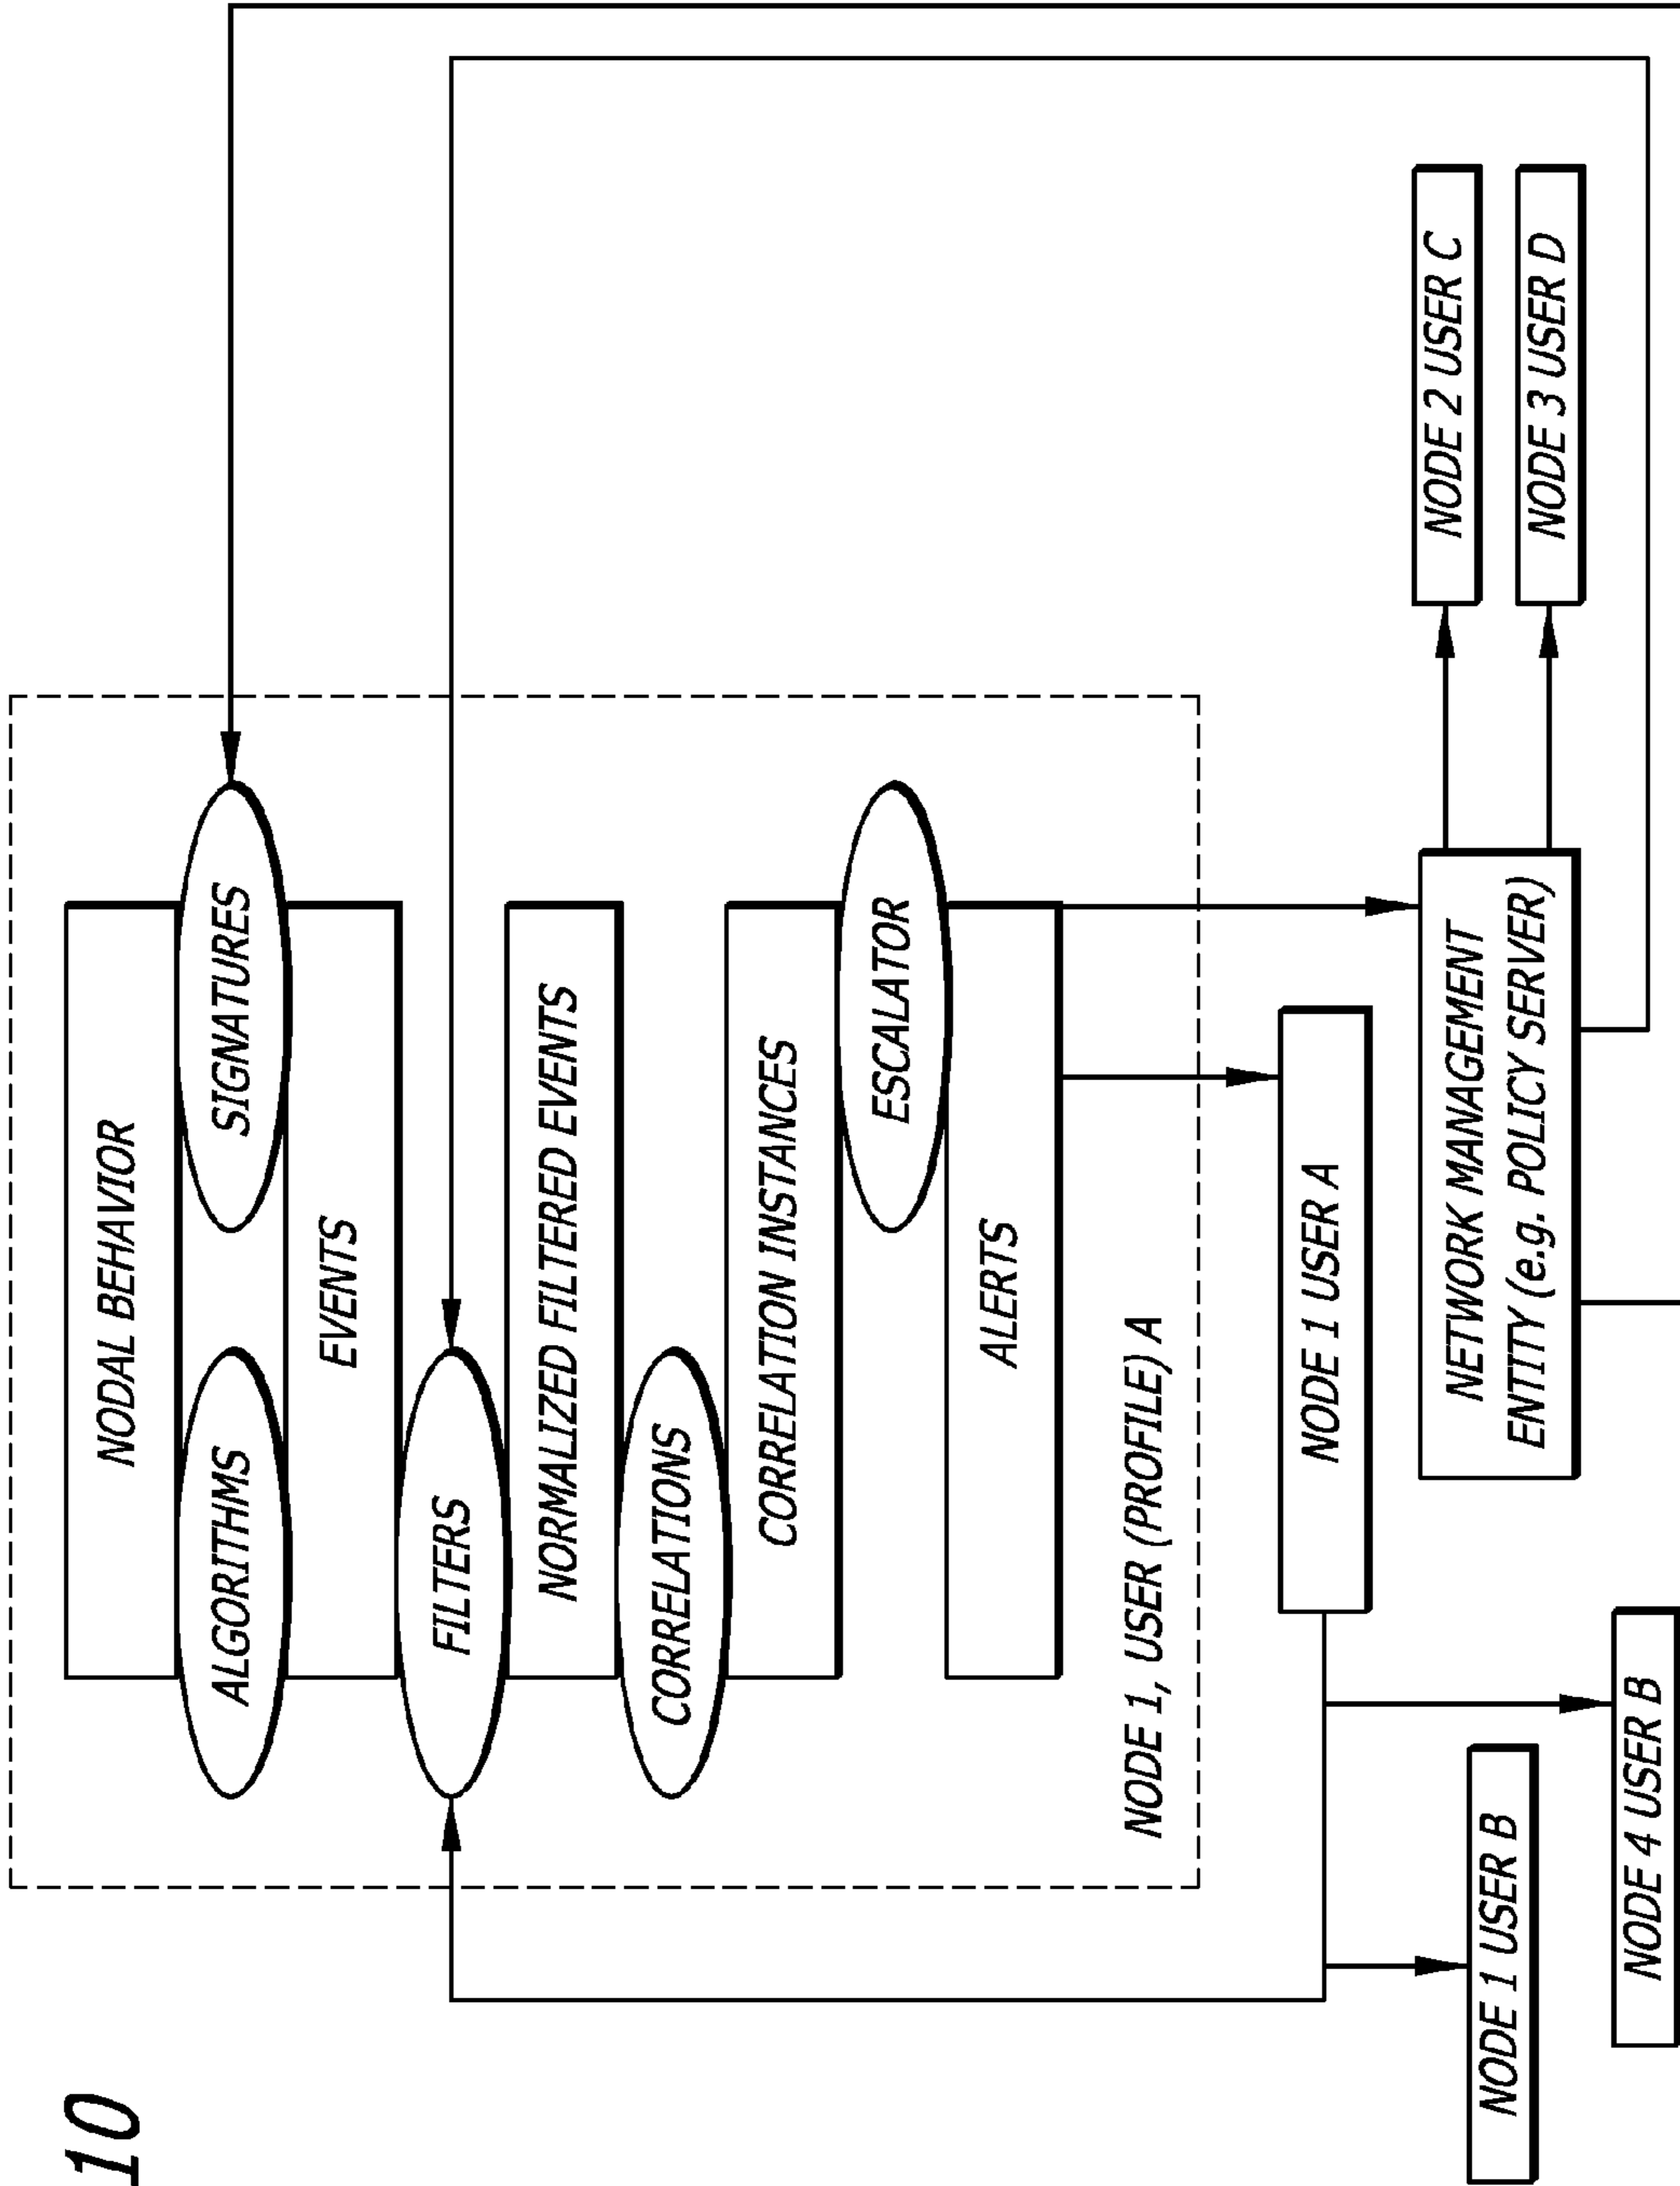 10
NODAL BEHAVIOR
ALGORITHMS
SIGNATURES
EVENTS
FILTERS
NORMALIZED FILTERED EVENTS
CORRELATIONS
CORRELATION INSTANCES
ESCALATOR
ALERTS
NODE 1, USER (PROFILE) A
NODE 1 USER A
NETWORK MANAGEMENT
ENTITY (e.g. POLICY SERVER)
NODE 2 USER C
NODE 3 USER D
NODE 1 USER B
NODE 4 USER B